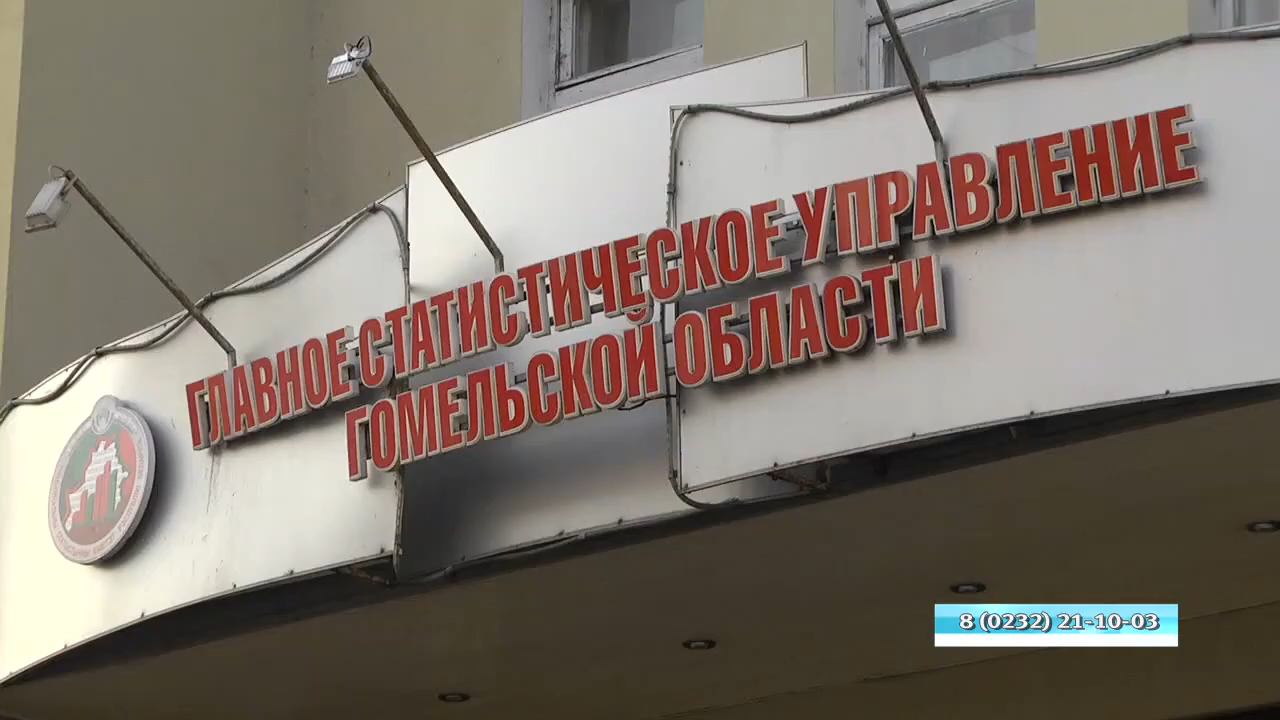 ГЛАВНОЕ СТАТИСТИЧЕСКОЕ УПРАВЛЕНИЕ
ГОМЕЛЬСКОЙ ОБЛАСТИ
8 (0232) 21-10-03